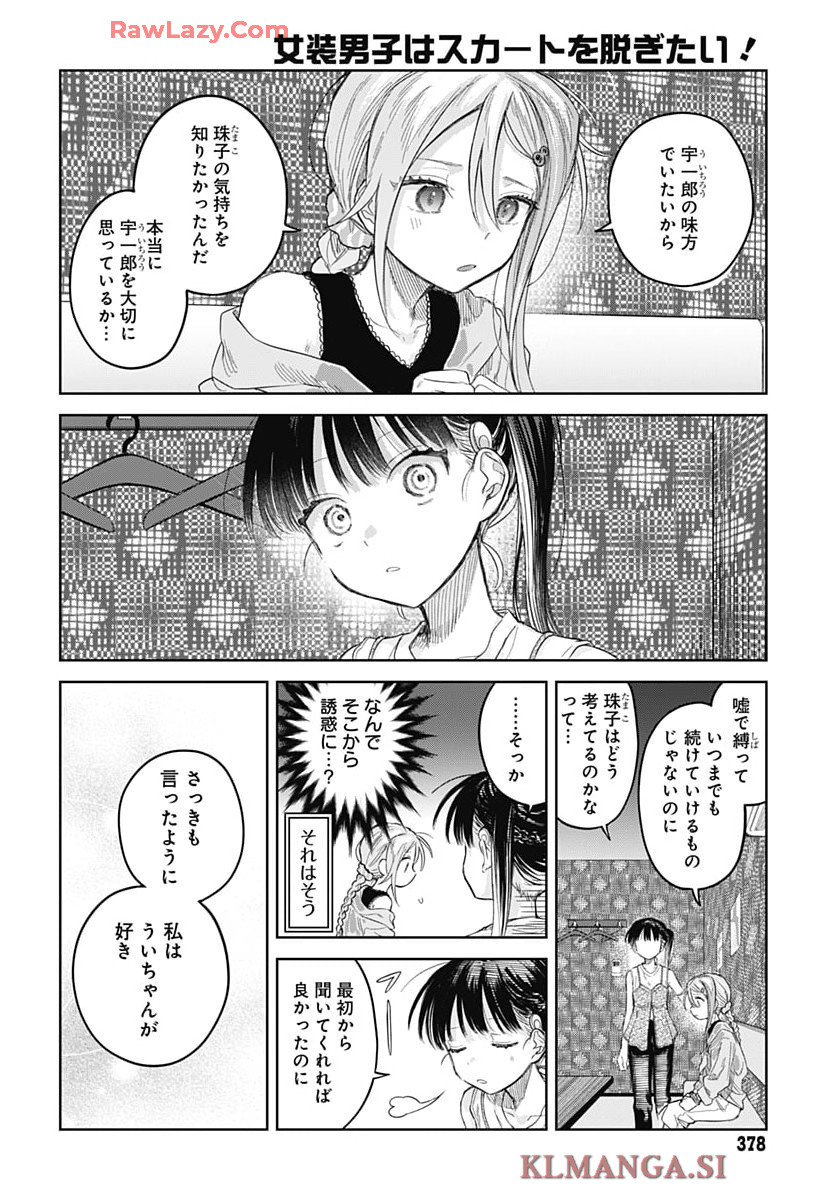 RawLazy.Com
女装男子はスカートを脱ぎたい!
宇一郎の味方
でいたいから
珠子の気持ちを
知りたかったんだ
本当に
宇一郎を大切に
思っているか…
嘘で縛って
いつまでも
続けていけるもの
じゃないのに
珠子はどう
考えてるのかな
って…
……そっか
なんで
そこから
誘惑に…?
それはそう
最初から
聞いてくれれば
良かったのに
さっきも
言ったように
私は
ういちゃんが
好き
378
KLMANGA.SI